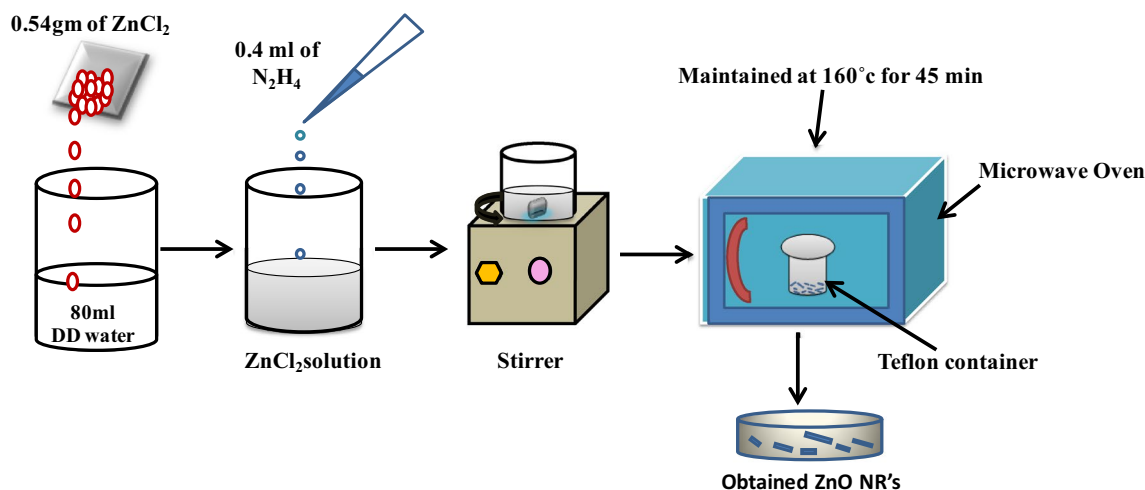 0.54gm of ZnCl₂
0.4 ml of
N₂H₄
Maintained at 160˚c for 45 min
Microwave Oven
80ml
DD water
ZnCl₂solution
Stirrer
Teflon container
Obtained ZnO NR's